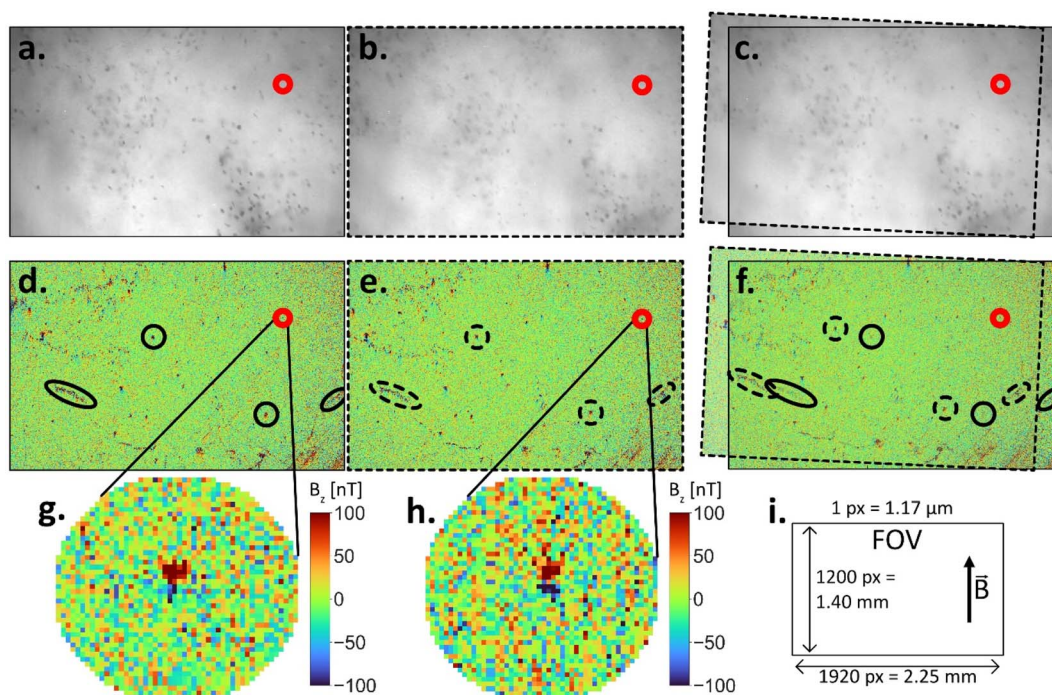 a.
b.
c.
d.
e.
f.
g.
B_z [nT]
100
50
0
−50
−100
h.
B_z [nT]
100
50
0
−50
−100
i.
1 px = 1.17 µm
FOV
1200 px =
1.40 mm
B̄
1920 px = 2.25 mm